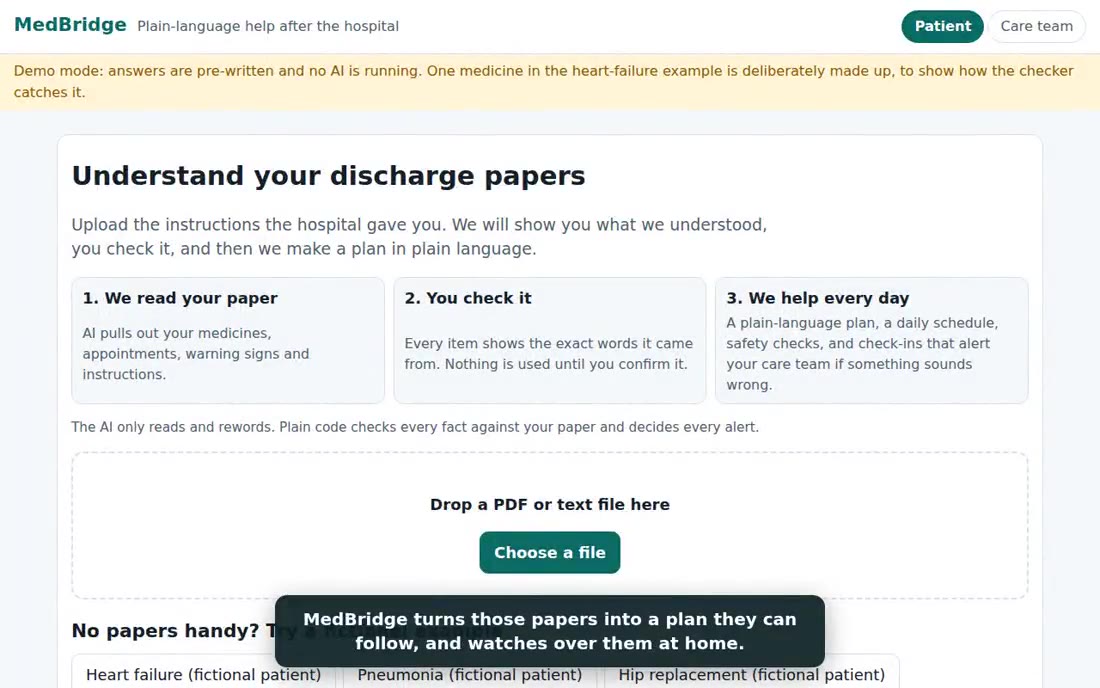 MedBridge Plain-language help after the hospital
Patient
Care team
Demo mode: answers are pre-written and no AI is running. One medicine in the heart-failure example is deliberately made up, to show how the checker
catches it.
Understand your discharge papers
Upload the instructions the hospital gave you. We will show you what we understood,
you check it, and then we make a plan in plain language.
1. We read your paper
AI pulls out your medicines,
appointments, warning signs and
instructions.
2. You check it
Every item shows the exact words it came
from. Nothing is used until you confirm it.
3. We help every day
A plain-language plan, a daily schedule,
safety checks, and check-ins that alert
your care team if something sounds
wrong.
The AI only reads and rewords. Plain code checks every fact against your paper and decides every alert.
Drop a PDF or text file here
Choose a file
MedBridge turns those papers into a plan they can
follow, and watches over them at home.
No papers handy? Try a fictional example
Heart failure (fictional patient)
Pneumonia (fictional patient)
Hip replacement (fictional patient)